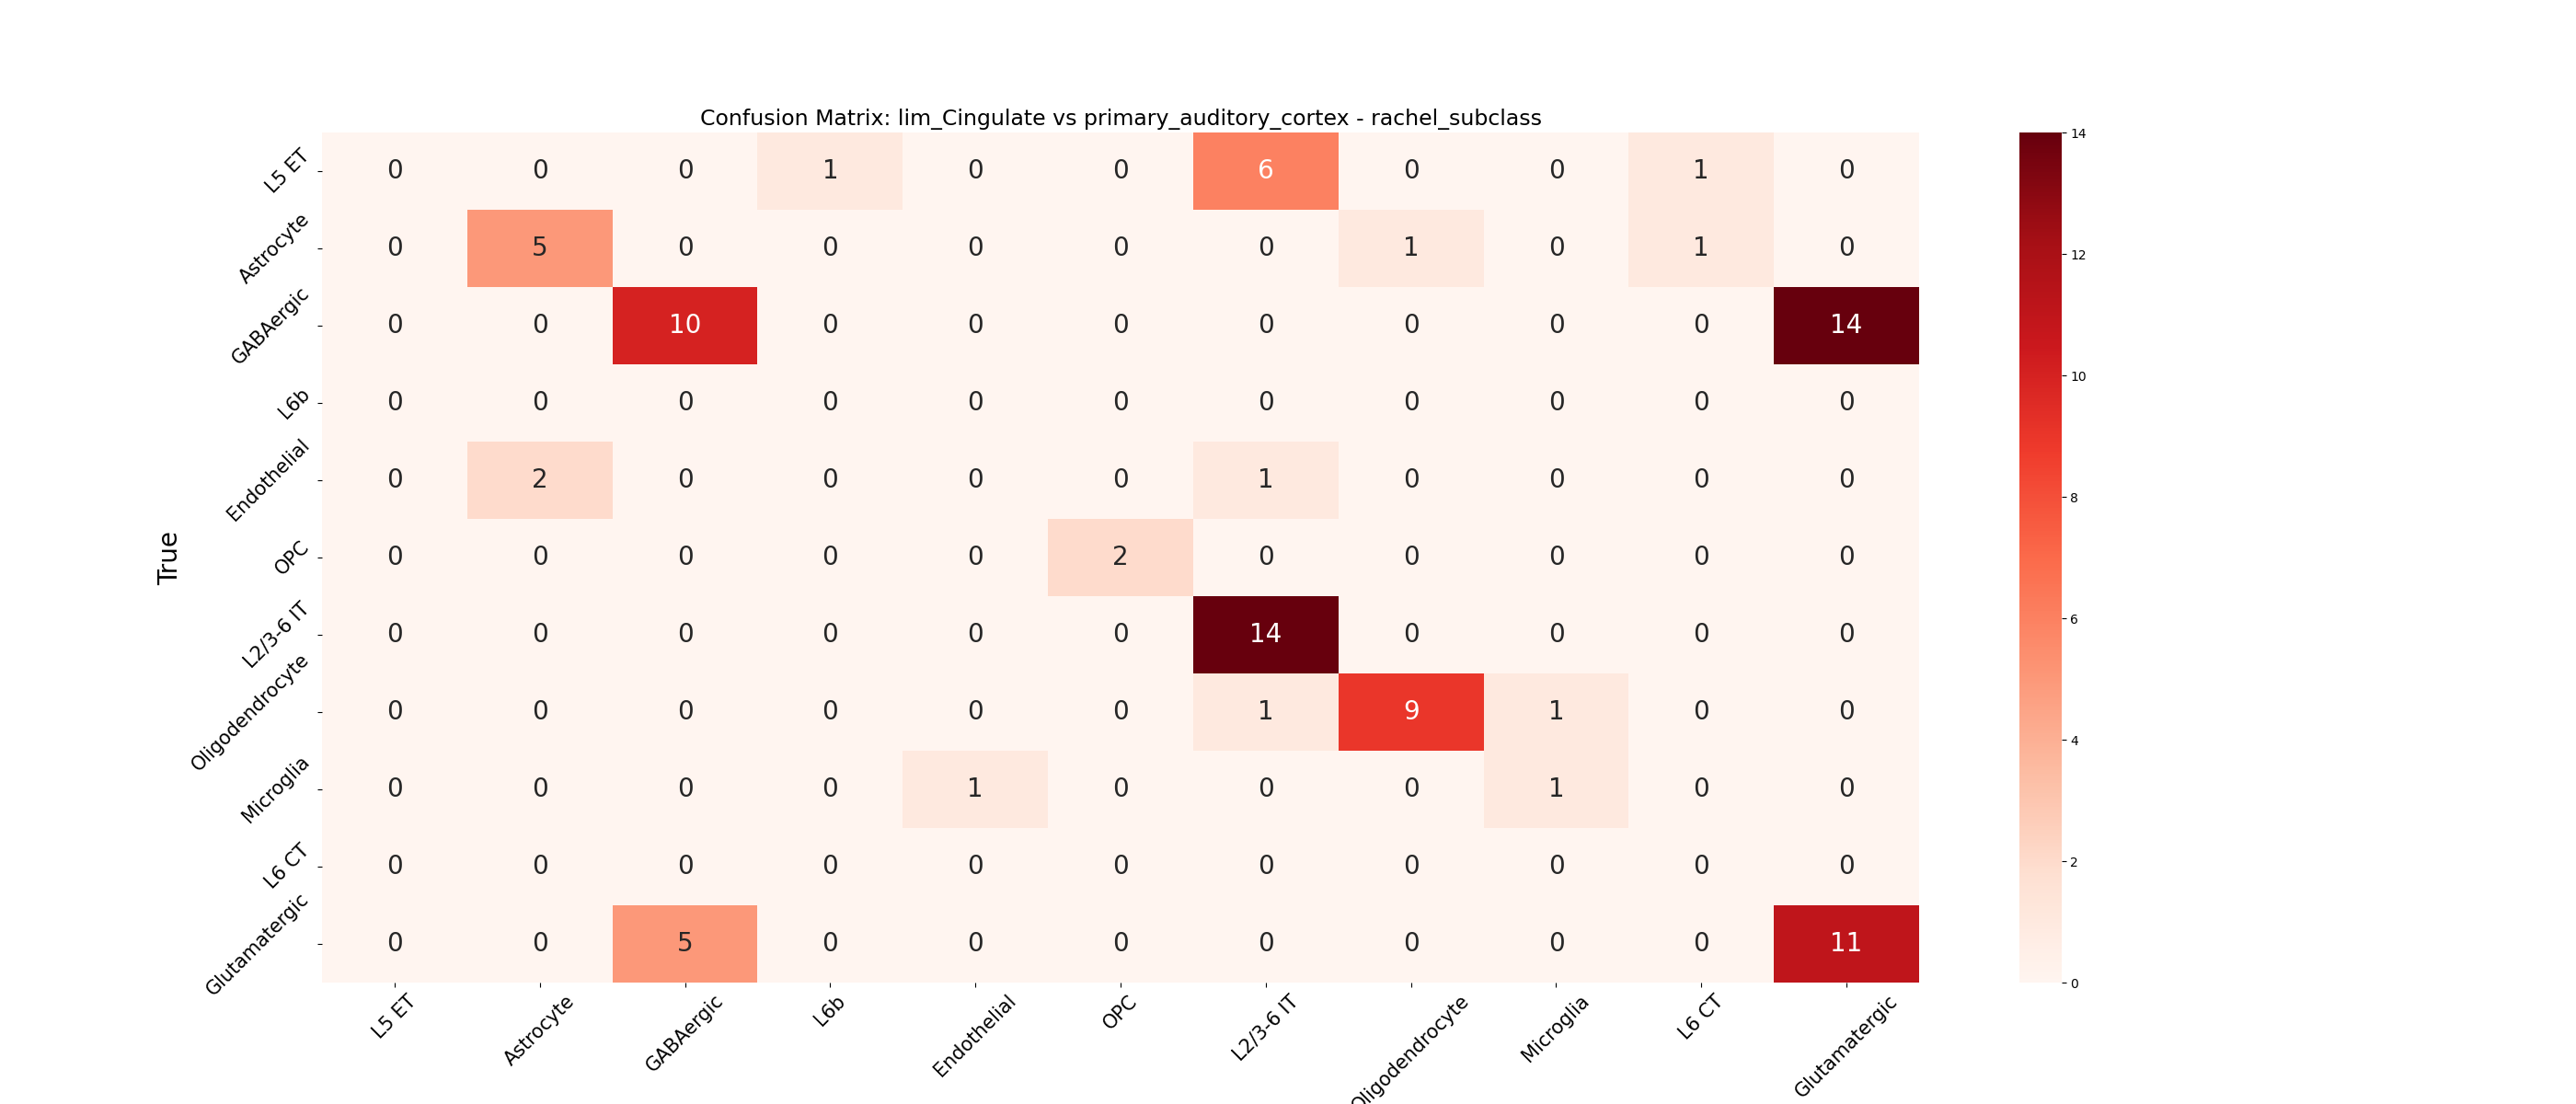 Confusion Matrix: lim_Cingulate vs primary_auditory_cortex - rachel_subclass
True
L5 ET 0 0 0 1 0 0 6 0 0 1 0
Astrocyte 0 5 0 0 0 0 0 1 0 1 0
GABAergic 0 0 10 0 0 0 0 0 0 0 14
L6b 0 0 0 0 0 0 0 0 0 0 0
Endothelial 0 2 0 0 0 0 1 0 0 0 0
OPC 0 0 0 0 0 2 0 0 0 0 0
L2/3-6 IT 0 0 0 0 0 0 14 0 0 0 0
Oligodendrocyte 0 0 0 0 0 0 1 9 1 0 0
Microglia 0 0 0 0 1 0 0 0 1 0 0
L6 CT 0 0 0 0 0 0 0 0 0 0 0
Glutamatergic 0 0 5 0 0 0 0 0 0 0 11
L5 ET Astrocyte GABAergic L6b Endothelial OPC L2/3-6 IT Oligodendrocyte Microglia L6 CT Glutamatergic
14
12
10
8
6
4
2
0